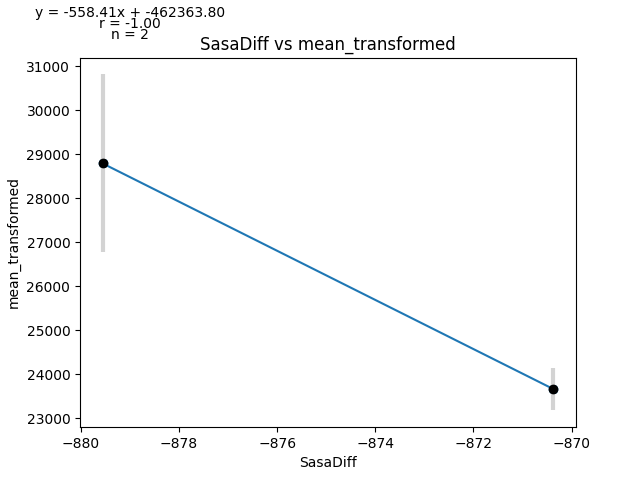 y = -558.41x + -462363.80
r = -1.00
n = 2
SasaDiff vs mean_transformed
31000
30000
29000
28000
27000
26000
25000
24000
23000
mean_transformed
−880
−878
−876
−874
−872
−870
SasaDiff